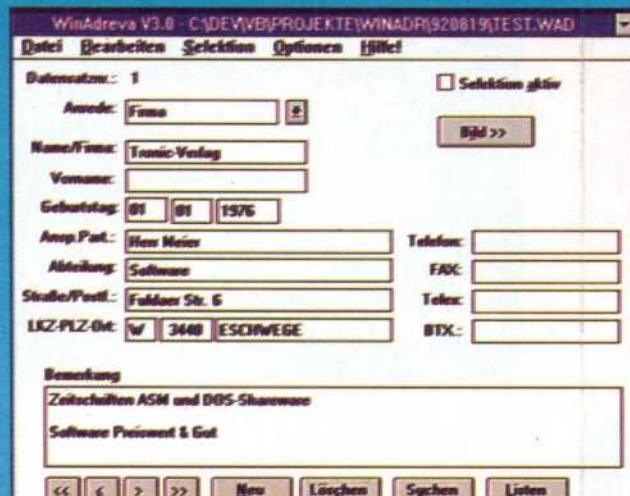 WinAdreva V3.0 - C:\DEV\VB\PROJEKTE\WINADR\920819\TEST.WAD
Datei Bearbeiten Selektion Optionen Hilfe!
Datensatznr.: 1
Selektion aktiv
Anrede: Firma
Bild >>
Name/Firma: Tronic-Verlag
Vorname:
Geburtstag: 01 01 1976
Ansp.Part.: Herr Meier Telefon:
Abteilung: Software FAX:
Straße/Postf.: Fuldaer Str. 6 Telex:
LKZ-PLZ-Ort: W 3440 ESCHWEGE BTX.:
Bemerkung
Zeitschriften ASM und DOS-Shareware
Software Preiswert & Gut
<< < > >> Neu Löschen Suchen Listen